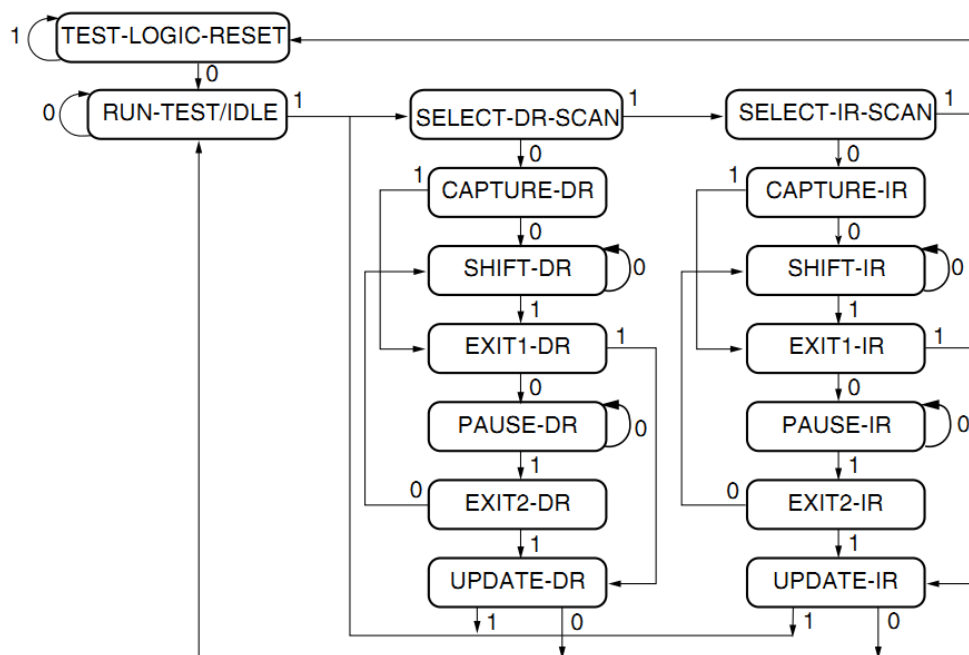 1 TEST-LOGIC-RESET
0
0 RUN-TEST/IDLE 1
SELECT-DR-SCAN 1
SELECT-IR-SCAN 1
0 0
1 CAPTURE-DR 1 CAPTURE-IR
0 0
SHIFT-DR 0 SHIFT-IR 0
1 1
EXIT1-DR 1 EXIT1-IR 1
0 0
PAUSE-DR 0 PAUSE-IR 0
1 1
0 EXIT2-DR 0 EXIT2-IR
1 1
UPDATE-DR UPDATE-IR
1 0 1 0